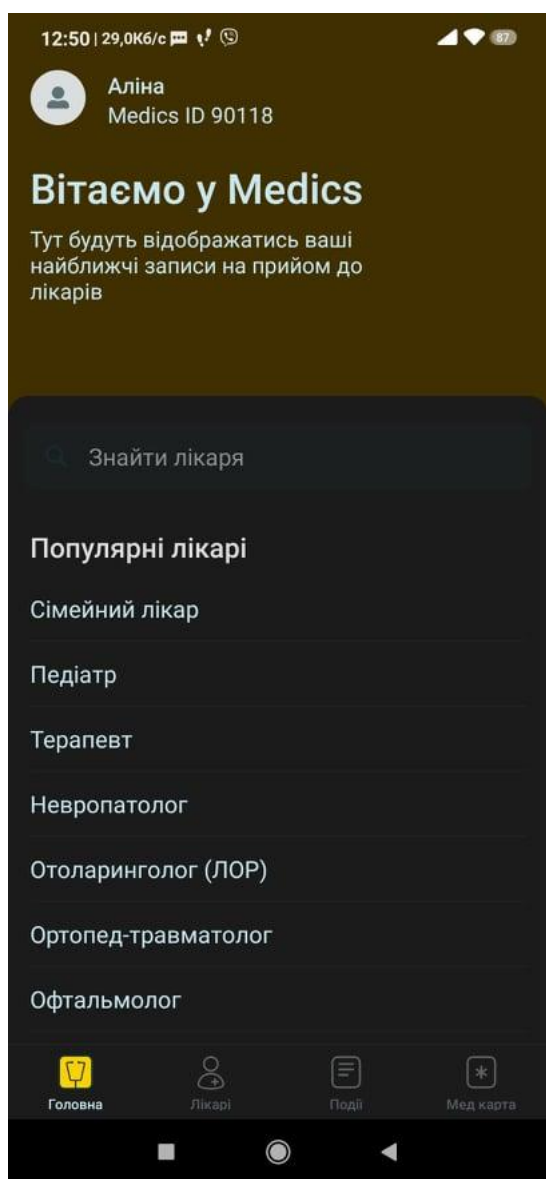 12:50 | 29,0Кб/с
87
Аліна
Medics ID 90118
Вітаємо у Medics
Тут будуть відображатись ваші
найближчі записи на прийом до
лікарів
Знайти лікаря
Популярні лікарі
Сімейний лікар
Педіатр
Терапевт
Невропатолог
Отоларинголог (ЛОР)
Ортопед-травматолог
Офтальмолог
Головна Лікарі Події Мед карта